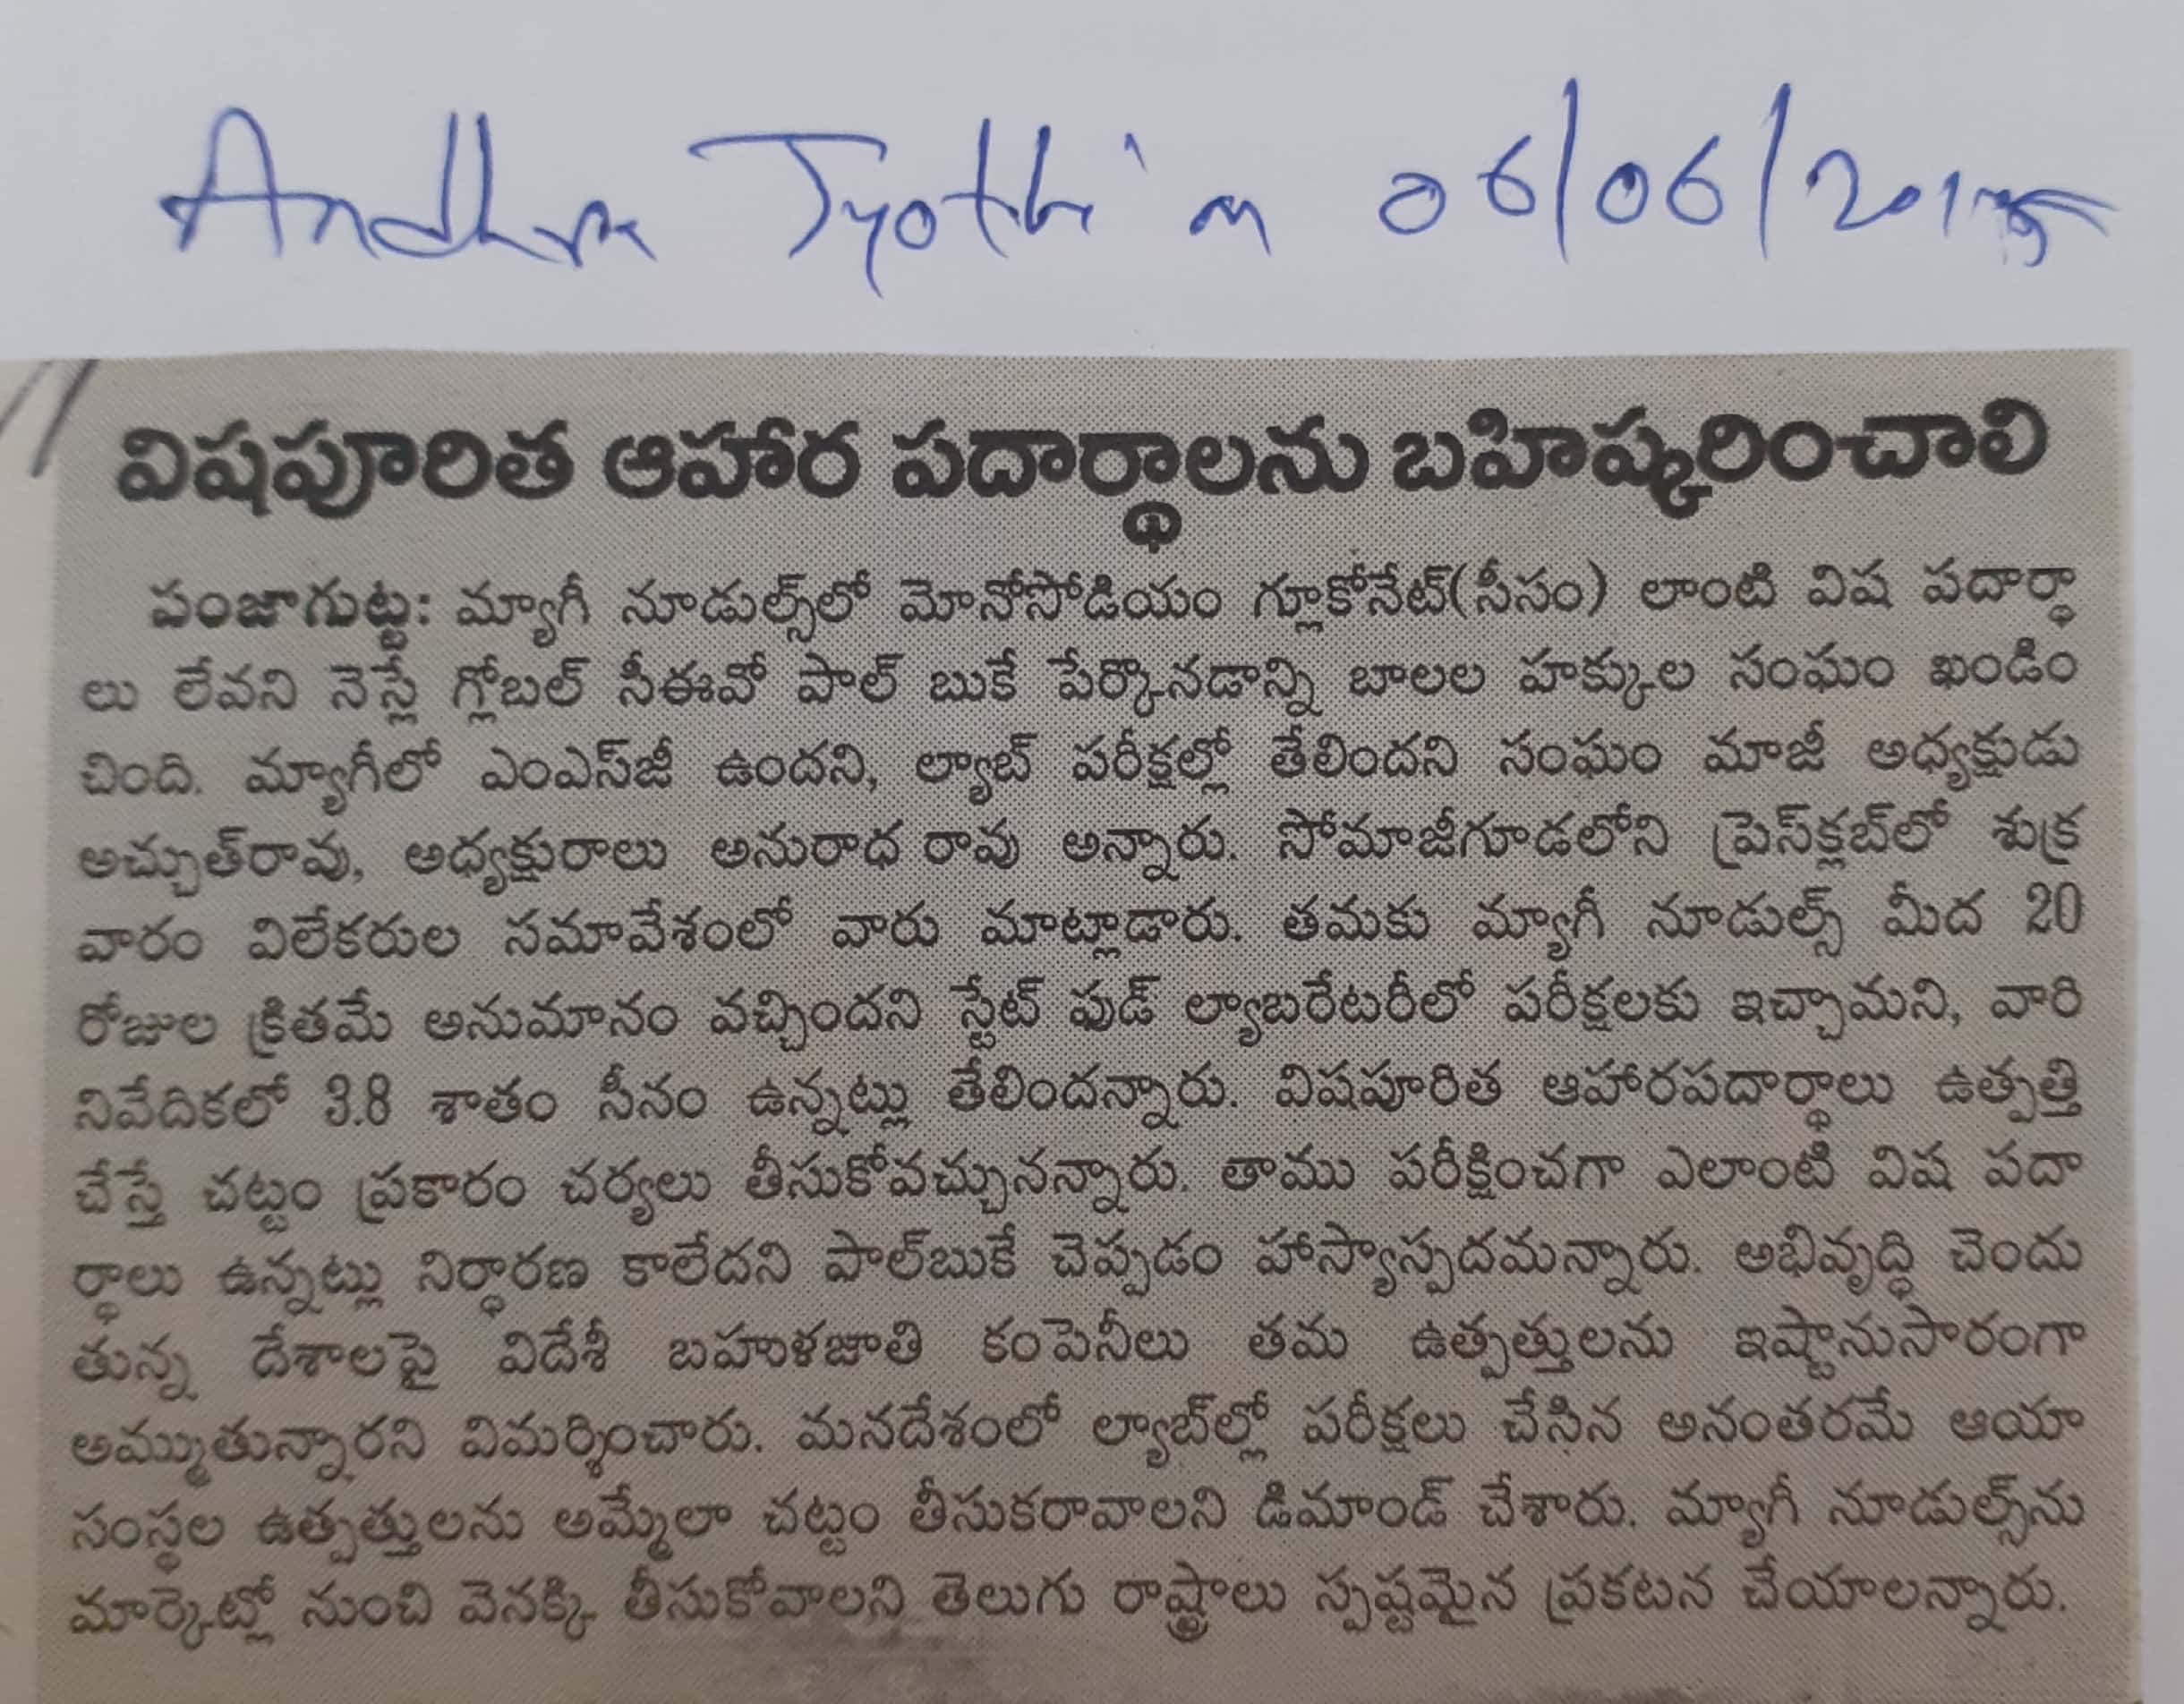 Andhra Jyothi on 06/06/2015
విషపూరిత ఆహార పదార్థాలను బహిష్కరించాలి
పంజాగుట్ట: మ్యాగీ నూడుల్స్‌లో మోనోసోడియం గ్లూకోనేట్(సీసం) లాంటి విష పదార్థా
లు లేవని నెస్లే గ్లోబల్ సీఈవో పాల్ బుకే పేర్కొనడాన్ని బాలల హక్కుల సంఘం ఖండిం
చింది. మ్యాగీలో ఎంఎస్‌జీ ఉందని, ల్యాబ్ పరీక్షల్లో తేలిందని సంఘం మాజీ అధ్యక్షుడు
అచ్చుత్‌రావు, అధ్యక్షురాలు అనురాధ రావు అన్నారు. సోమాజీగూడలోని ప్రెస్‌క్లబ్‌లో శుక్ర
వారం విలేకరుల సమావేశంలో వారు మాట్లాడారు. తమకు మ్యాగీ నూడుల్స్ మీద 20
రోజుల క్రితమే అనుమానం వచ్చిందని స్టేట్ ఫుడ్ ల్యాబరేటరీలో పరీక్షలకు ఇచ్చామని, వారి
నివేదికలో 3.8 శాతం సీనం ఉన్నట్లు తేలిందన్నారు. విషపూరిత ఆహారపదార్థాలు ఉత్పత్తి
చేస్తే చట్టం ప్రకారం చర్యలు తీసుకోవచ్చునన్నారు. తాము పరీక్షించగా ఎలాంటి విష పదా
ర్థాలు ఉన్నట్లు నిర్ధారణ కాలేదని పాల్‌బుకే చెప్పడం హాస్యాస్పదమన్నారు. అభివృద్ధి చెందు
తున్న దేశాలపై విదేశీ బహుళజాతి కంపెనీలు తమ ఉత్పత్తులను ఇష్టానుసారంగా
అమ్ముతున్నారని విమర్శించారు. మనదేశంలో ల్యాబ్‌ల్లో పరీక్షలు చేసిన అనంతరమే ఆయా
సంస్థల ఉత్పత్తులను అమ్మేలా చట్టం తీసుకరావాలని డిమాండ్ చేశారు. మ్యాగీ నూడుల్స్‌ను
మార్కెట్లో నుంచి వెనక్కి తీసుకోవాలని తెలుగు రాష్ట్రాలు స్పష్టమైన ప్రకటన చేయాలన్నారు.